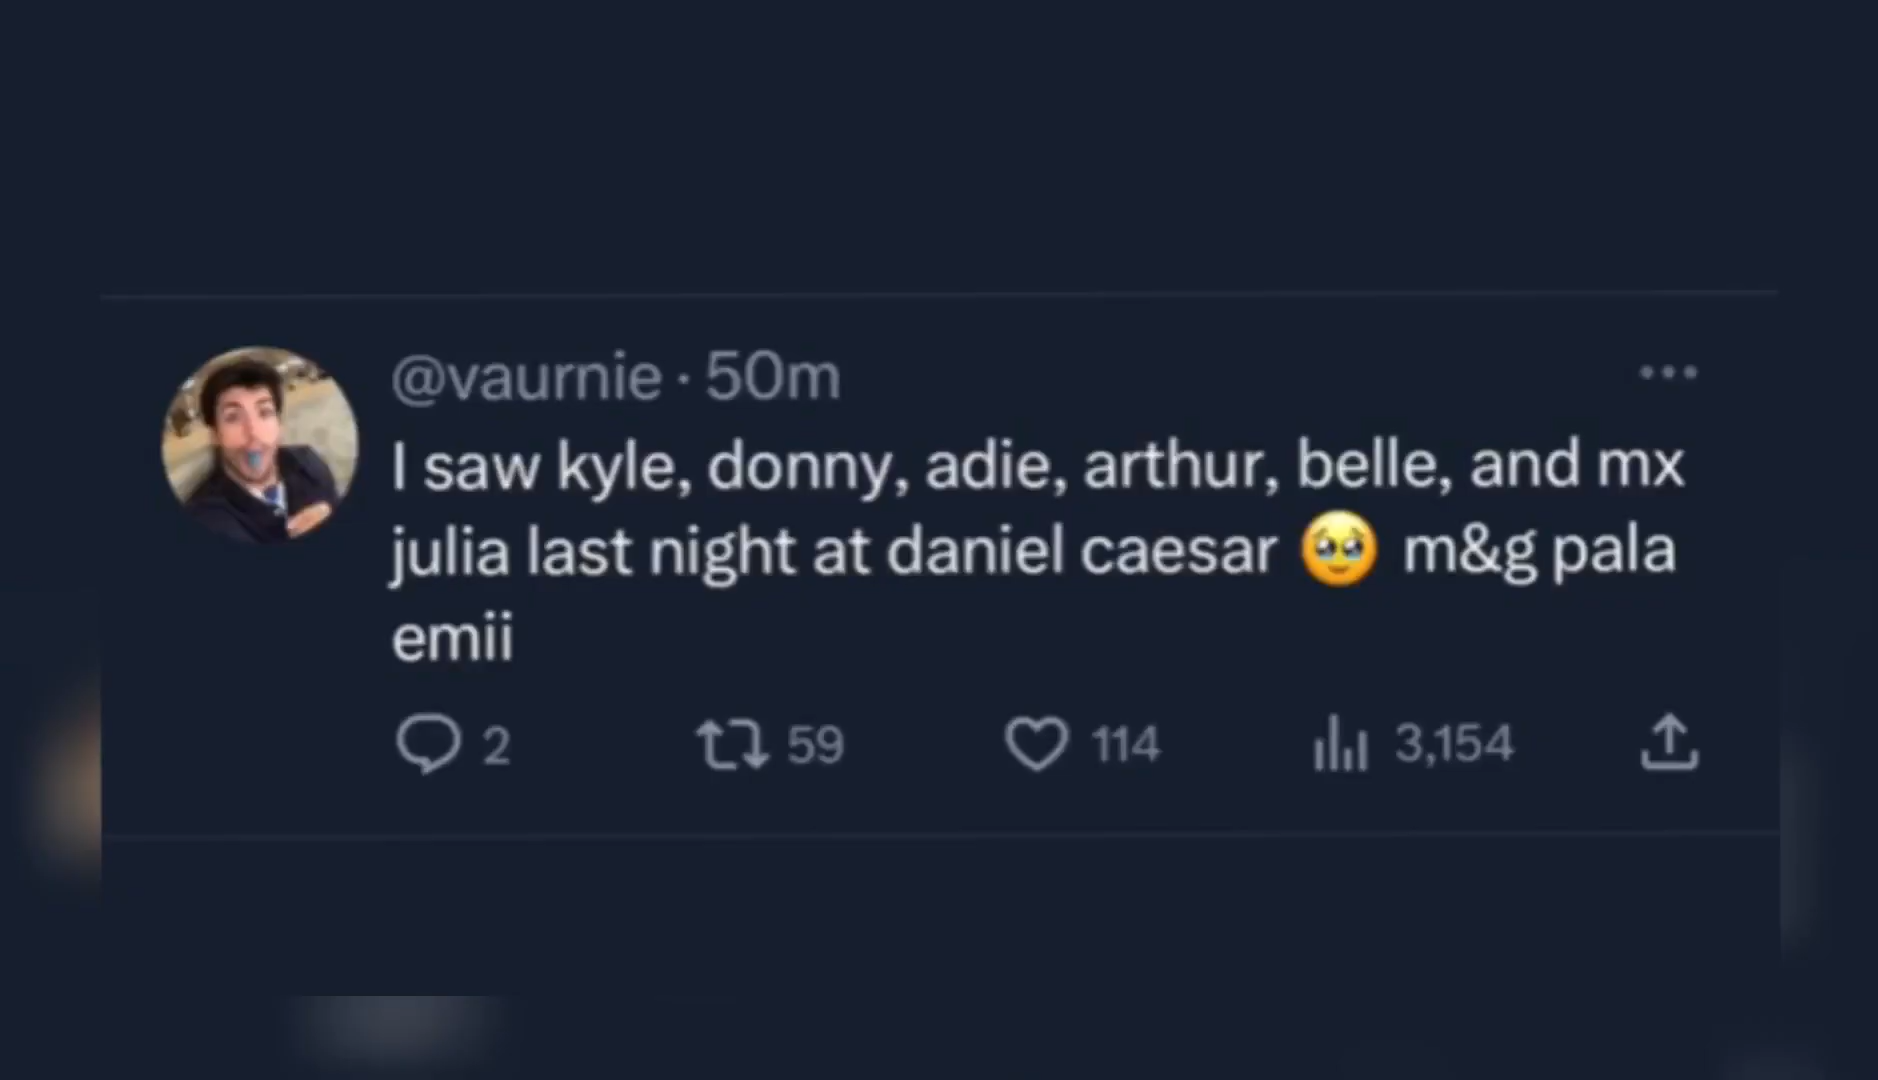 @vaurnie · 50m
I saw kyle, donny, adie, arthur, belle, and mx
julia last night at daniel caesar 🥹 m&g pala
emii
2 59 114 3,154